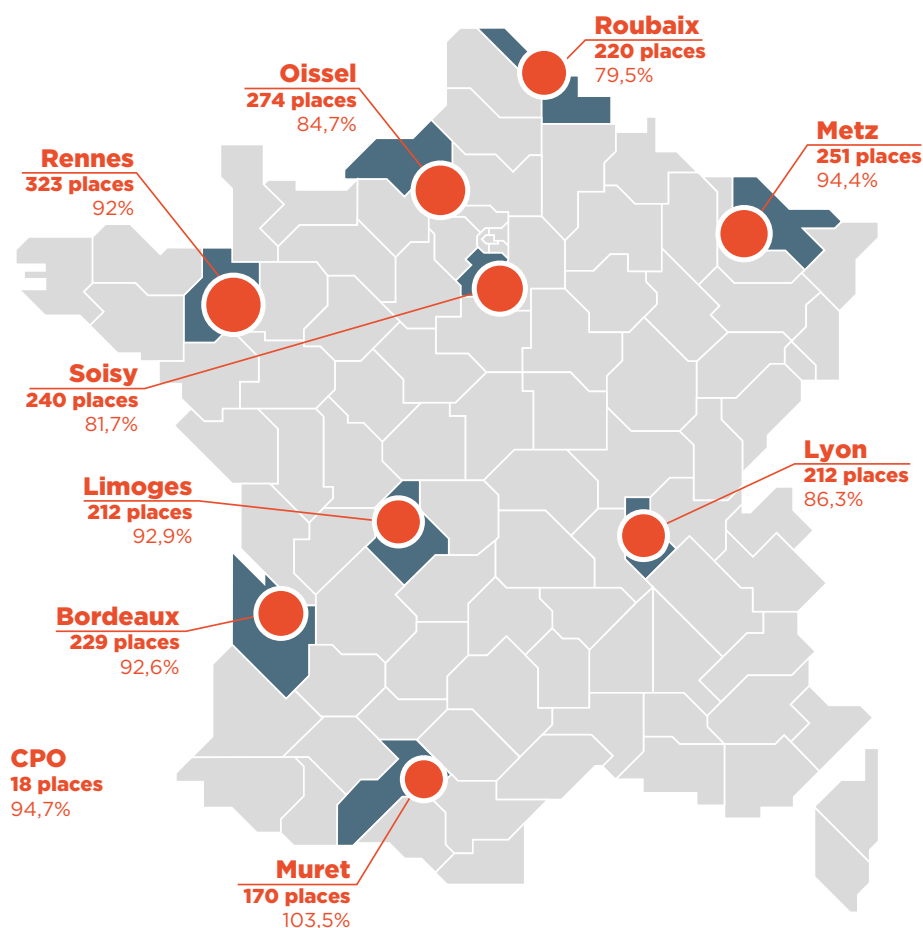 Roubaix
220 places
79,5%
Oissel
274 places
84,7%
Metz
251 places
94,4%
Rennes
323 places
92%
Soisy
240 places
81,7%
Lyon
212 places
86,3%
Limoges
212 places
92,9%
Bordeaux
229 places
92,6%
CPO
18 places
94,7%
Muret
170 places
103,5%